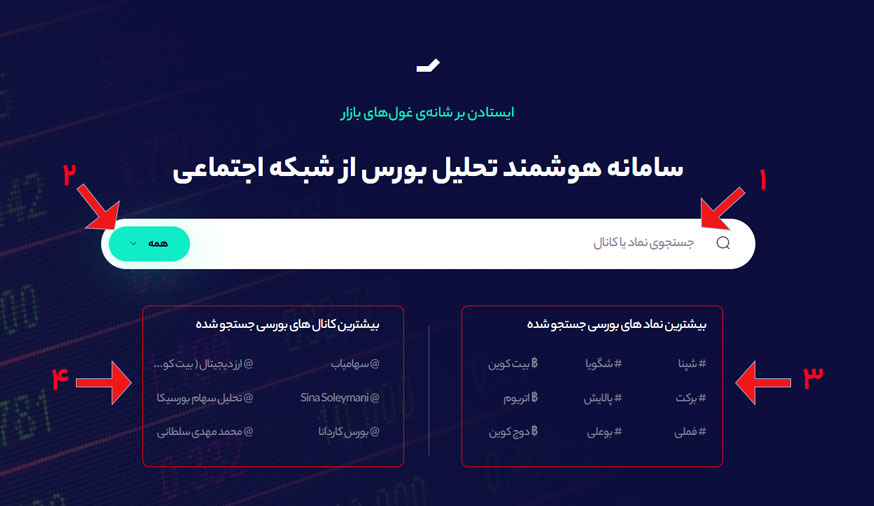 ایستادن بر شانه‌ی غول‌های بازار
سامانه هوشمند تحلیل بورس از شبکه اجتماعی
۱
۲
جستجوی نماد یا کانال
همه
بیشترین نماد های بورسی جستجو شده
# شپنا # شگویا ฿ بیت کوین
# برکت # پالایش ฿ اتریوم
# فملی # بوعلی ฿ دوج کوین
۳
بیشترین کانال های بورسی جستجو شده
@ سهامیاب @ ارز دیجیتال ( بیت کو...
@ Sina Soleymani @ تحلیل سهام بورسیکا
@ بورس کاردانا @ محمد مهدی سلطانی
۴